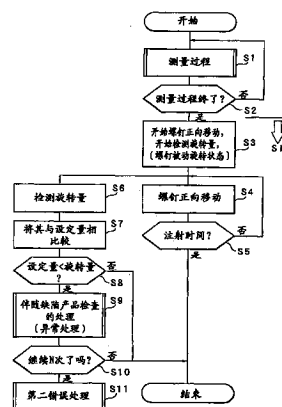 开始
测量过程
S1
测量过程终了？
否
S2
是
开始螺钉正向移动，
开始检测旋转量，
（螺钉被动旋转状态）
S3
检测旋转量
S6
螺钉正向移动
S4
将其与设定量相
比较
S7
注射时间？
否
S5
设定量<旋转量
？
否
S8
是
是
伴随缺陷产品检查
的处理
（异常处理）
S9
继续N次了吗？
否
S10
是
第二错误处理
S11
结束